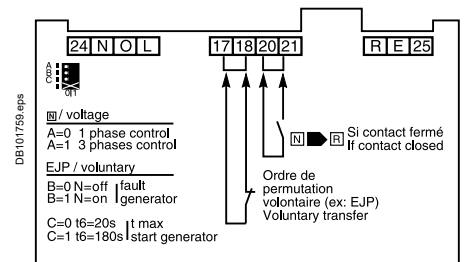 24 N O L
17 18 20 21
R E 25
A
B
C
0 1
DB101759.eps
N / voltage
A=0 1 phase control
A=1 3 phases control
EJP / voluntary
B=0 N=off fault
B=1 N=on generator
C=0 t6=20s t max
C=1 t6=180s start generator
N R Si contact fermé
If contact closed
Ordre de
permutation
volontaire (ex: EJP)
Voluntary transfer